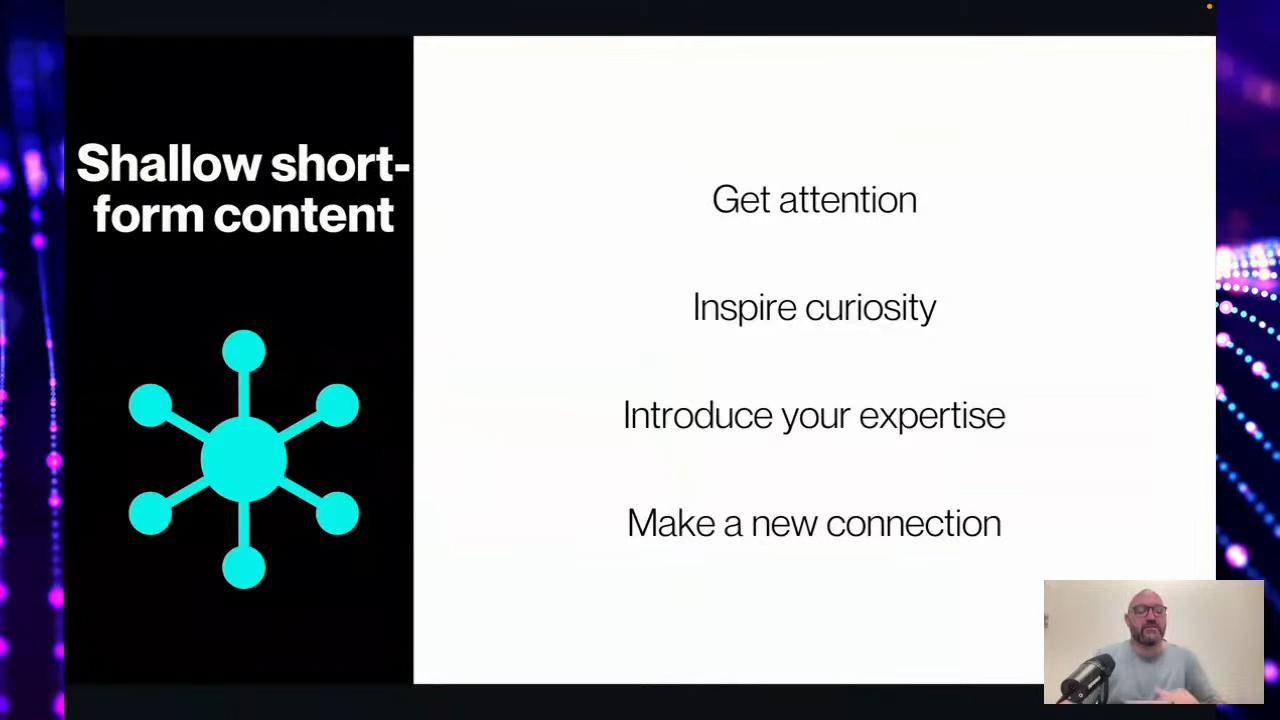 Shallow short-
form content
Get attention
Inspire curiosity
Introduce your expertise
Make a new connection